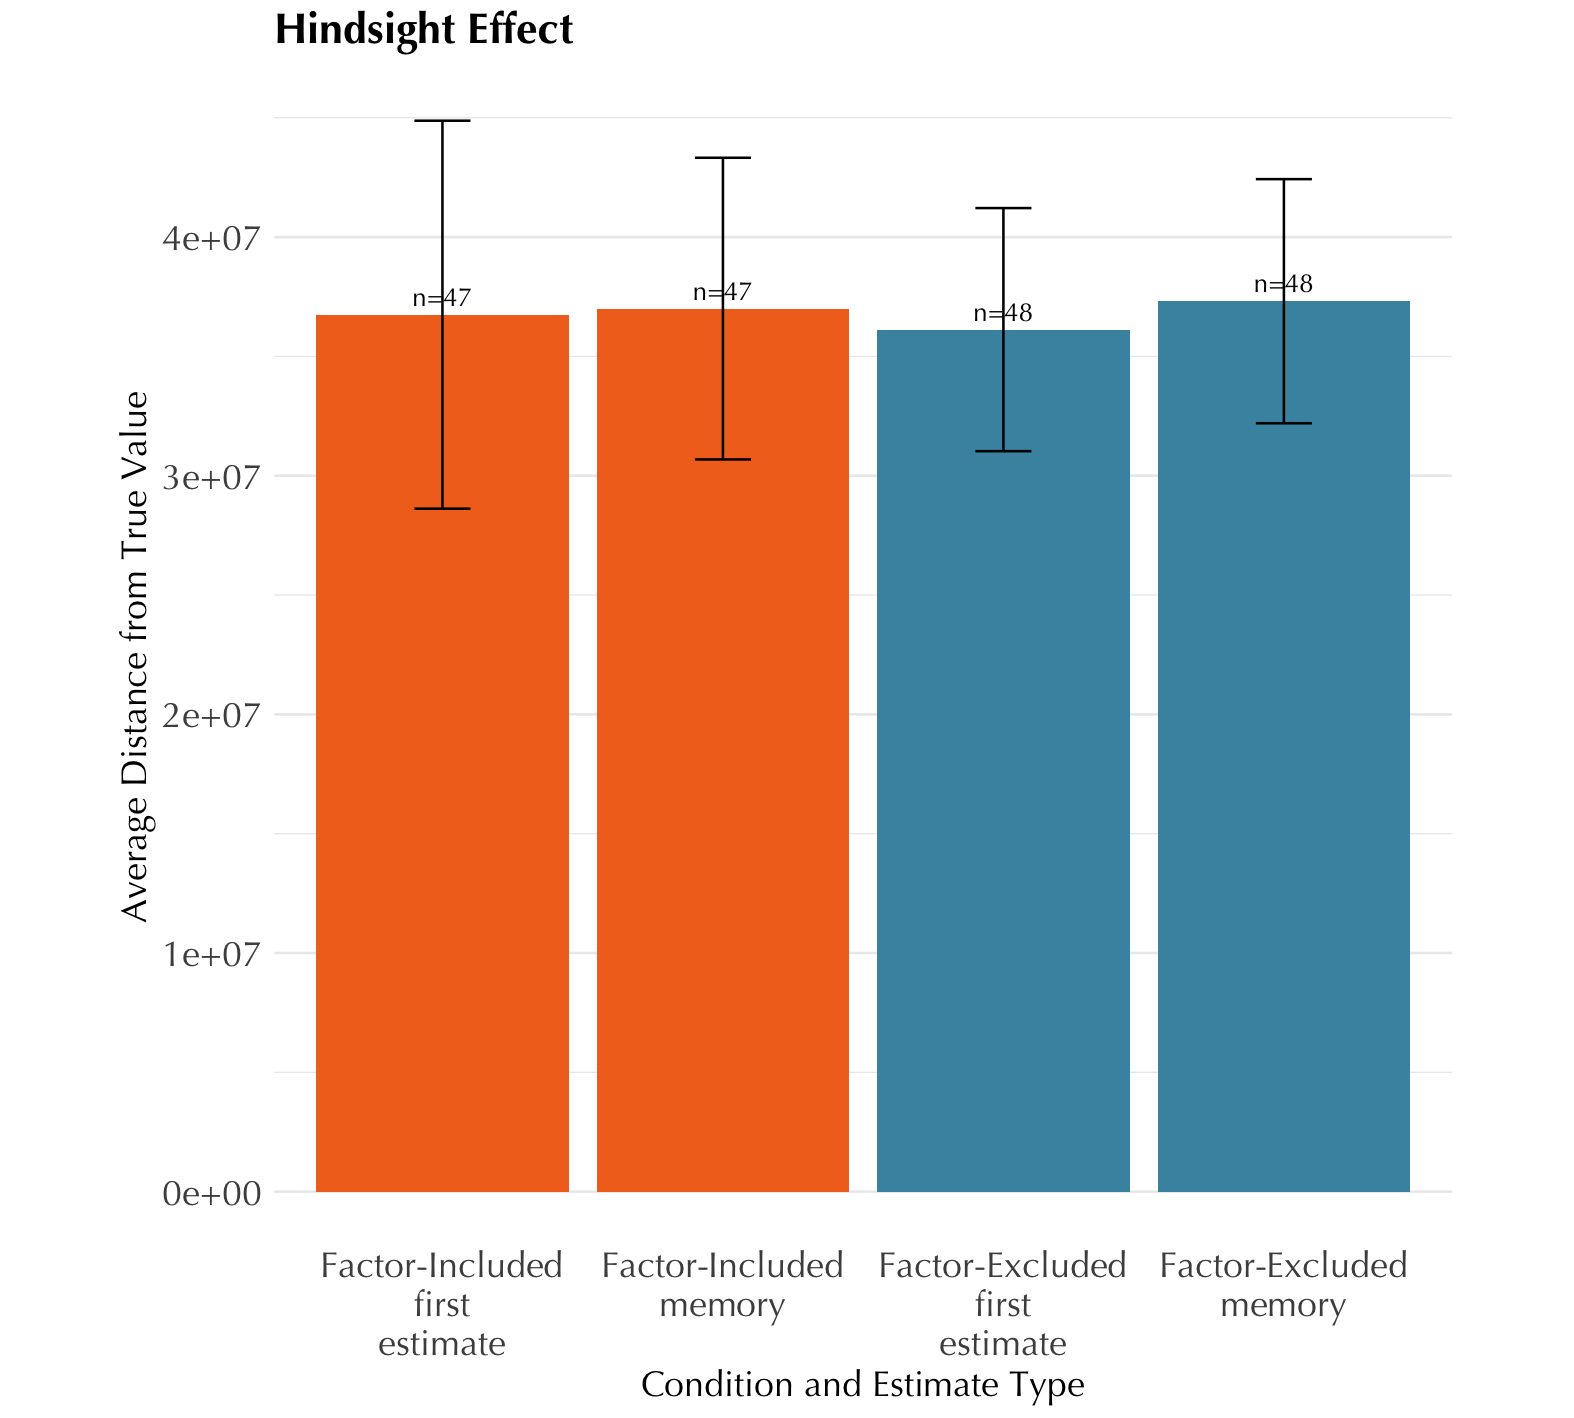 Hindsight Effect
4e+07
3e+07
2e+07
1e+07
0e+00
Average Distance from True Value
n=47
n=47
n=48
n=48
Factor-Included
first
estimate
Factor-Included
memory
Factor-Excluded
first
estimate
Factor-Excluded
memory
Condition and Estimate Type